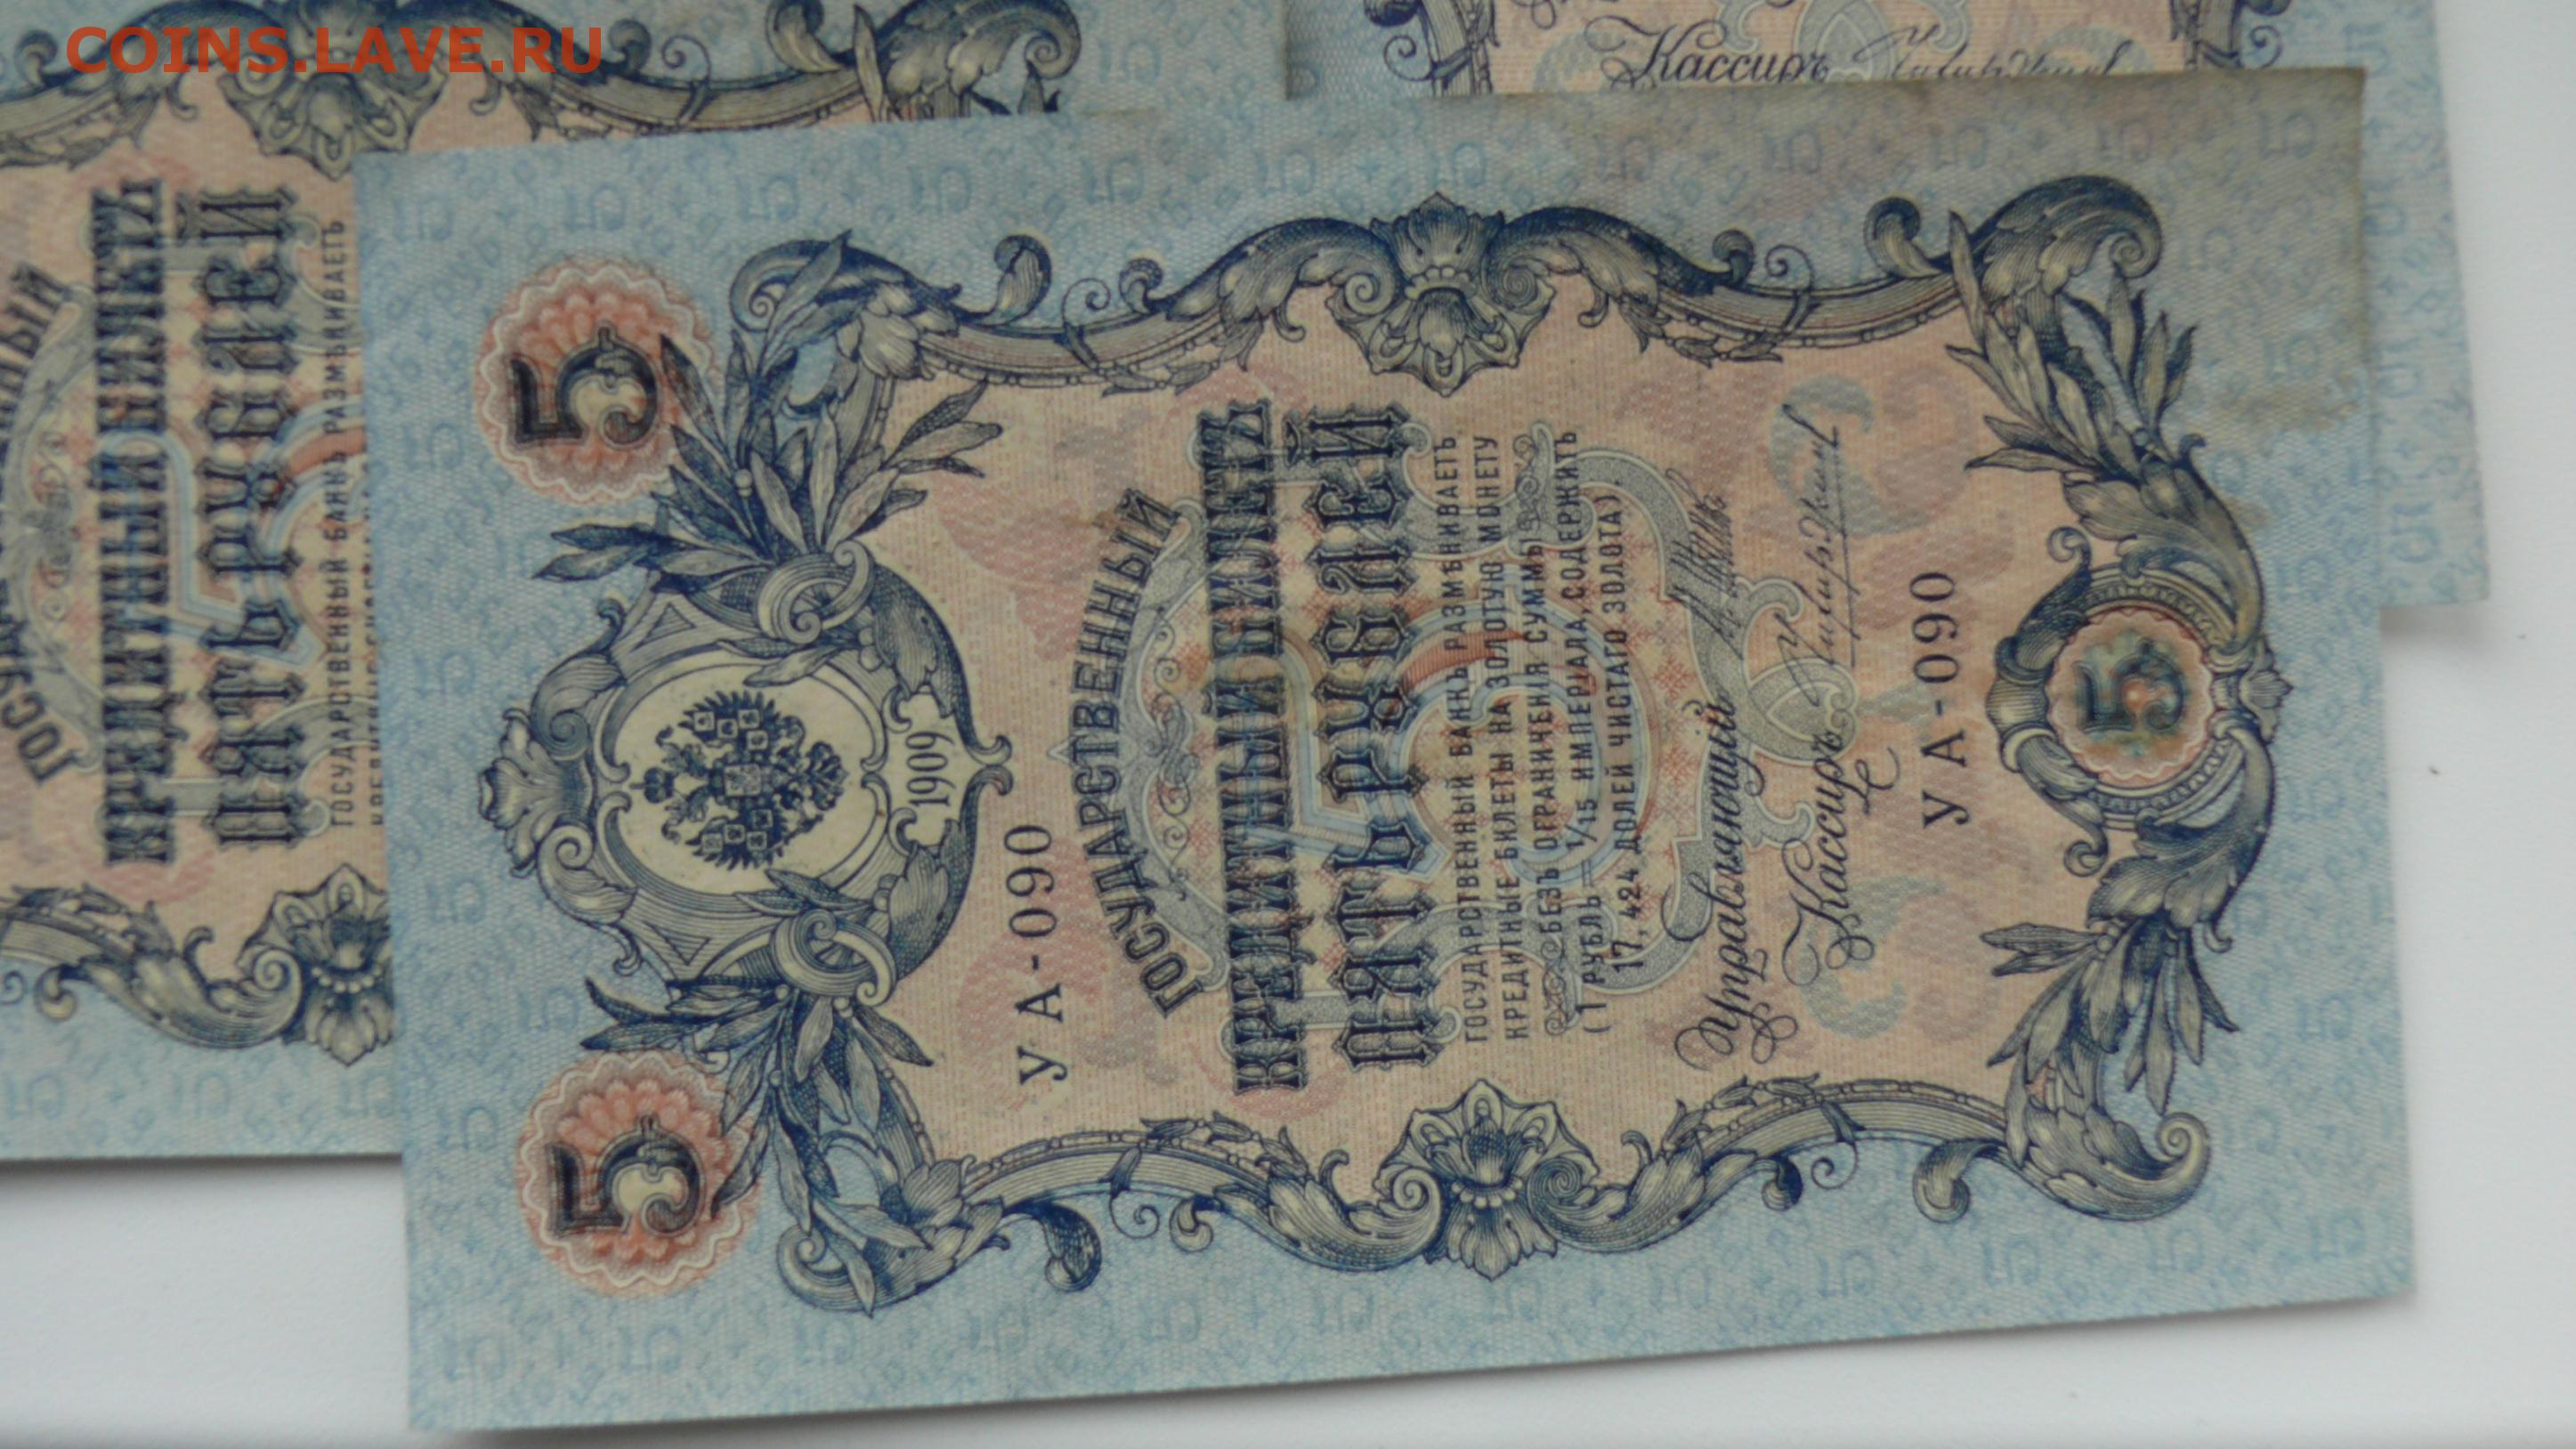 COINS.LAVE.RU
Кассиръ
КРЕДИТНЫЙ БИЛЕТЪ
ПЯТЬ РУБЛЕЙ
ГОСУДАРСТВЕННЫЙ БАНКЪ РАЗМѢНИВАЕТЪ
5 5
1909
УА-090
ГОСУДАРСТВЕННЫЙ
КРЕДИТНЫЙ БИЛЕТЪ
ПЯТЬ РУБЛЕЙ
ГОСУДАРСТВЕННЫЙ БАНКЪ РАЗМѢНИВАЕТЪ
КРЕДИТНЫЕ БИЛЕТЫ НА ЗОЛОТУЮ МОНЕТУ
БЕЗЪ ОГРАНИЧЕНІЯ СУММЫ
(1 РУБЛЬ = 1/15 ИМПЕРІАЛА, СОДЕРЖИТЪ
17,424 ДОЛЕЙ ЧИСТАГО ЗОЛОТА).
Управляющій
Кассиръ
УА-090
5